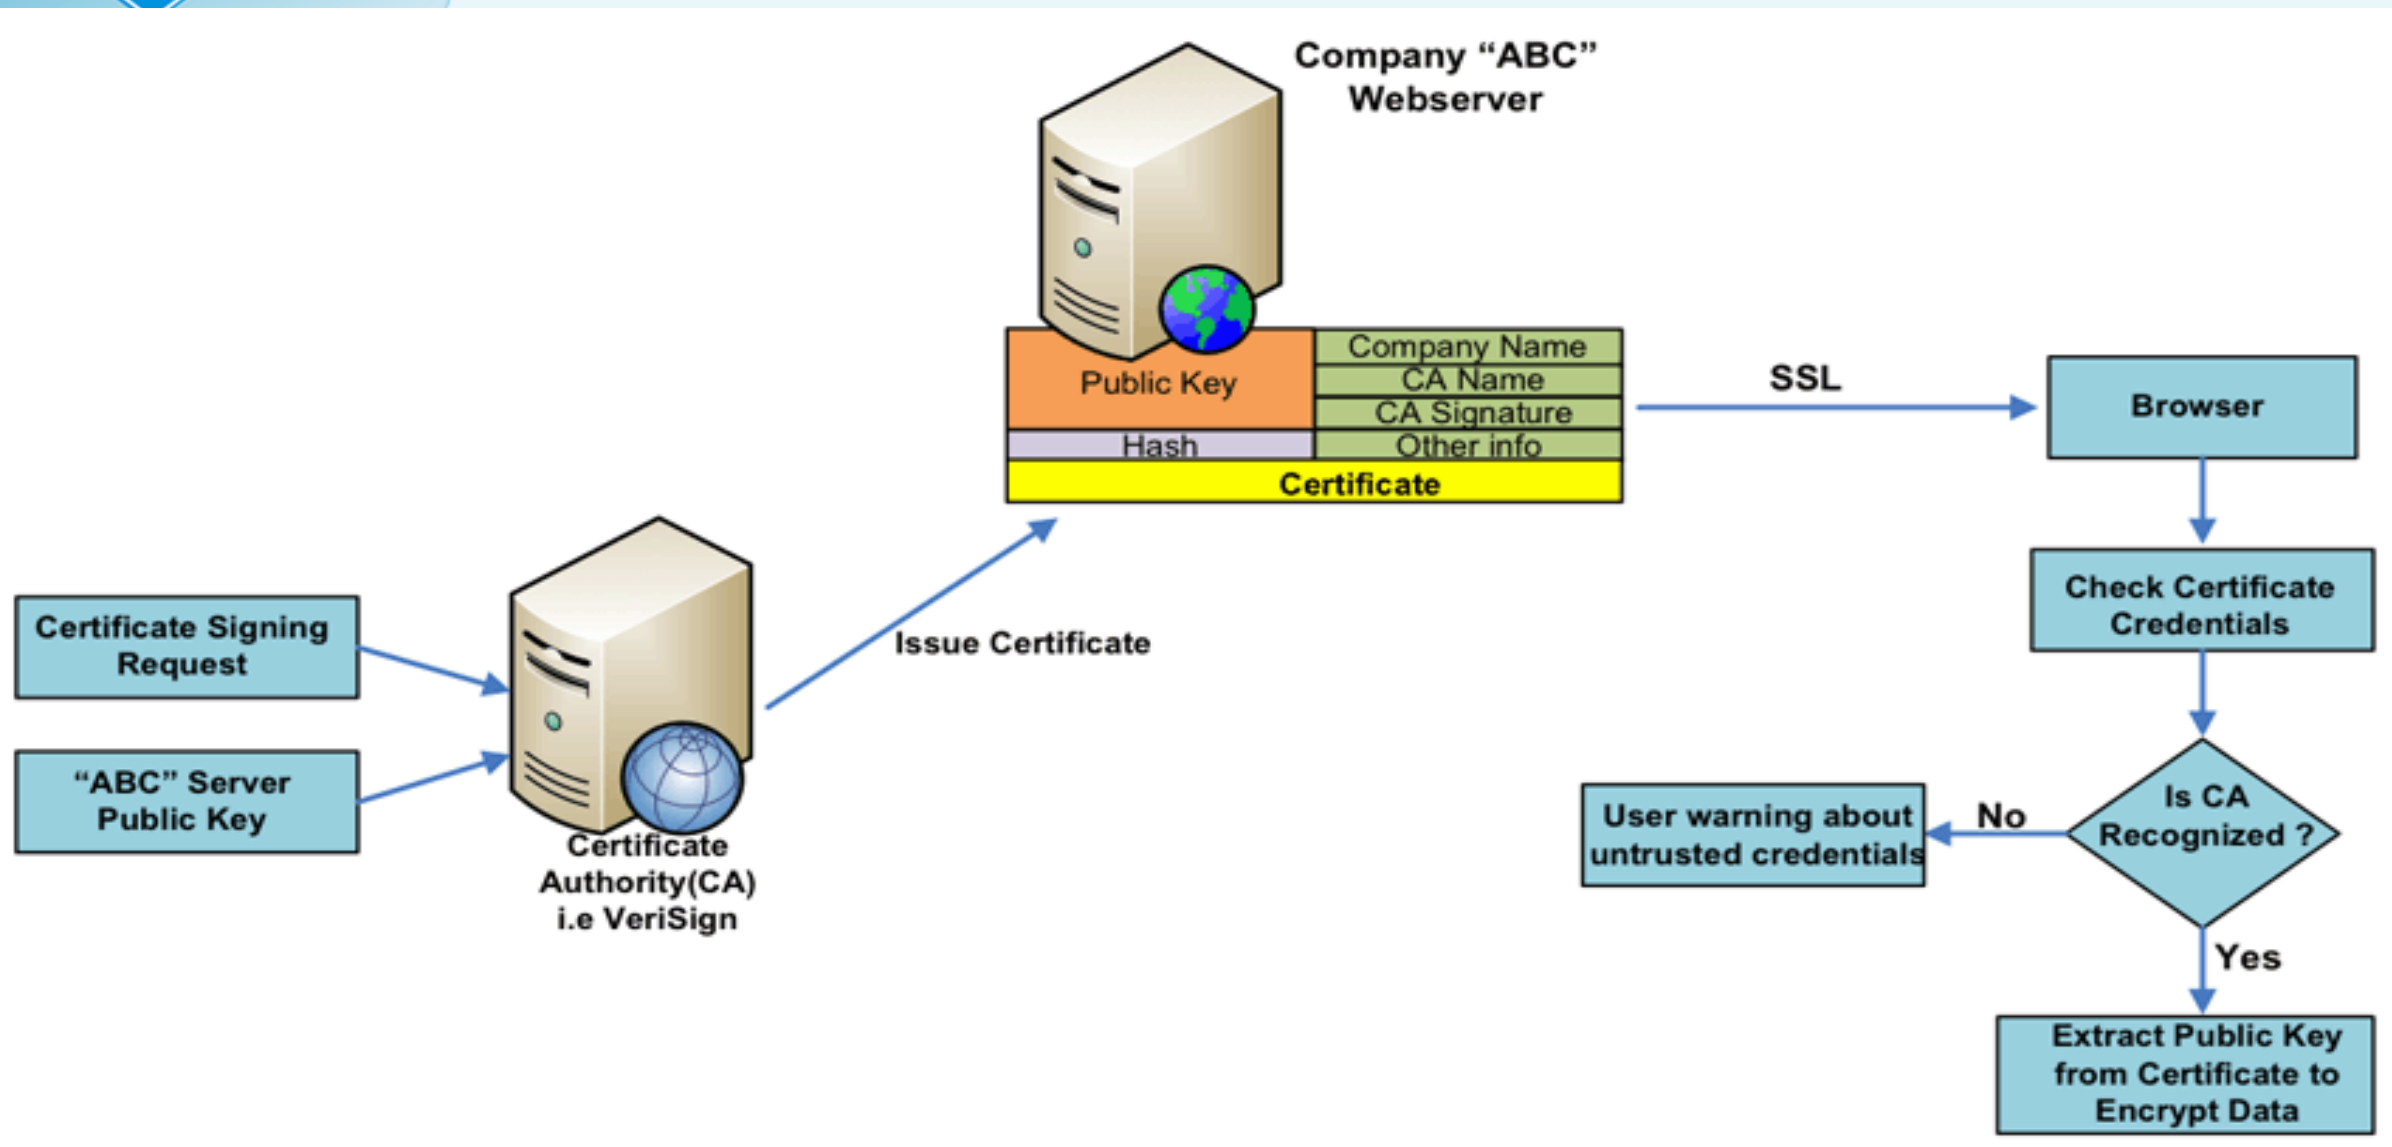 Company “ABC”
Webserver
Public Key
Hash
Company Name
CA Name
CA Signature
Other info
Certificate
SSL
Browser
Check Certificate
Credentials
Certificate Signing
Request
“ABC” Server
Public Key
Certificate
Authority(CA)
i.e VeriSign
Issue Certificate
Is CA
Recognized ?
No
User warning about
untrusted credentials
Yes
Extract Public Key
from Certificate to
Encrypt Data